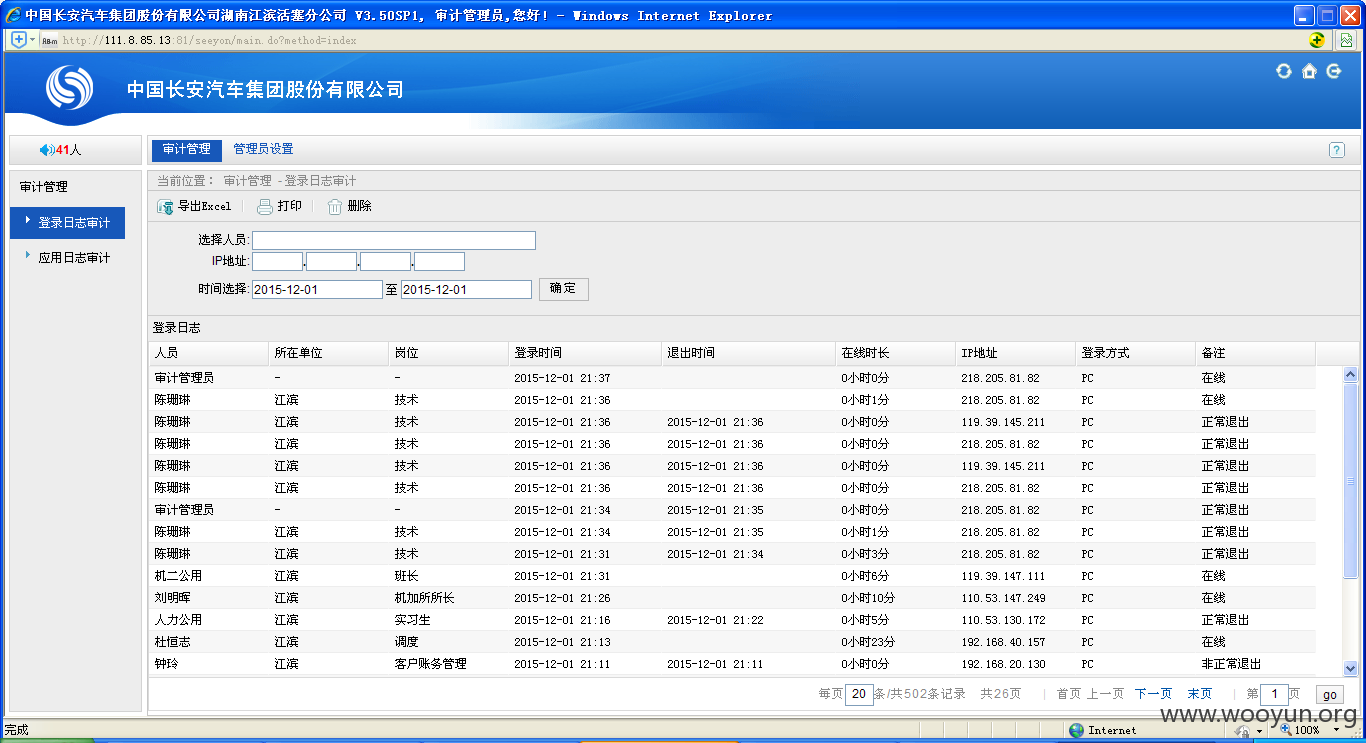 中国长安汽车集团股份有限公司湖南江滨活塞分公司 V3.50SP1, 审计管理员,您好! - Windows Internet Explorer
http://111.8.85.13:81/seeyon/main.do?method=index
中国长安汽车集团股份有限公司
41人
审计管理 管理员设置
审计管理
登录日志审计
应用日志审计
当前位置： 审计管理 - 登录日志审计
导出Excel 打印 删除
选择人员:
IP地址: . . .
时间选择: 2015-12-01 至 2015-12-01 确定
登录日志
人员 所在单位 岗位 登录时间 退出时间 在线时长 IP地址 登录方式 备注
审计管理员 - - 2015-12-01 21:37 0小时0分 218.205.81.82 PC 在线
陈珊琳 江滨 技术 2015-12-01 21:36 0小时1分 218.205.81.82 PC 在线
陈珊琳 江滨 技术 2015-12-01 21:36 2015-12-01 21:36 0小时0分 119.39.145.211 PC 正常退出
陈珊琳 江滨 技术 2015-12-01 21:36 2015-12-01 21:36 0小时0分 218.205.81.82 PC 正常退出
陈珊琳 江滨 技术 2015-12-01 21:36 2015-12-01 21:36 0小时0分 119.39.145.211 PC 正常退出
陈珊琳 江滨 技术 2015-12-01 21:36 2015-12-01 21:36 0小时0分 218.205.81.82 PC 正常退出
审计管理员 - - 2015-12-01 21:34 2015-12-01 21:35 0小时0分 218.205.81.82 PC 正常退出
陈珊琳 江滨 技术 2015-12-01 21:34 2015-12-01 21:35 0小时1分 218.205.81.82 PC 正常退出
陈珊琳 江滨 技术 2015-12-01 21:31 2015-12-01 21:34 0小时3分 218.205.81.82 PC 正常退出
机二公用 江滨 班长 2015-12-01 21:31 0小时6分 119.39.147.111 PC 在线
刘明晖 江滨 机加所所长 2015-12-01 21:26 0小时10分 110.53.147.249 PC 在线
人力公用 江滨 实习生 2015-12-01 21:16 2015-12-01 21:22 0小时5分 110.53.130.172 PC 正常退出
杜恒志 江滨 调度 2015-12-01 21:13 0小时23分 192.168.40.157 PC 在线
钟玲 江滨 客户账务管理 2015-12-01 21:11 2015-12-01 21:11 0小时0分 192.168.20.130 PC 非正常退出
每页 20 条/共502条记录 共26页 | 首页 上一页 下一页 末页 | 第 1 页 go
www.wooyun.org
完成 Internet 100%